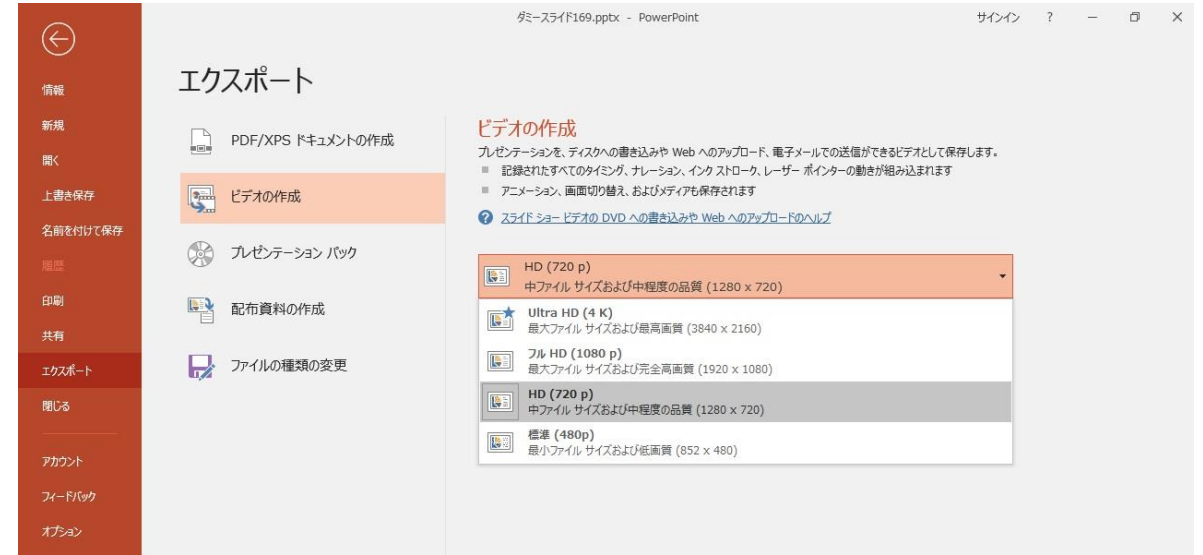 ダミースライド169.pptx - PowerPoint
サインイン ?
情報
新規
開く
上書き保存
名前を付けて保存
履歴
印刷
共有
エクスポート
閉じる
アカウント
フィードバック
オプション
エクスポート
PDF/XPS ドキュメントの作成
ビデオの作成
プレゼンテーション パック
配布資料の作成
ファイルの種類の変更
ビデオの作成
プレゼンテーションを、ディスクへの書き込みや Web へのアップロード、電子メールでの送信ができるビデオとして保存します。
記録されたすべてのタイミング、ナレーション、インク ストローク、レーザー ポインターの動きが組み込まれます
アニメーション、画面切り替え、およびメディアも保存されます
スライド ショー ビデオの DVD への書き込みや Web へのアップロードのヘルプ
HD (720 p)
中ファイル サイズおよび中程度の品質 (1280 x 720)
Ultra HD (4 K)
最大ファイル サイズおよび最高画質 (3840 x 2160)
フル HD (1080 p)
最大ファイル サイズおよび完全高画質 (1920 x 1080)
HD (720 p)
中ファイル サイズおよび中程度の品質 (1280 x 720)
標準 (480p)
最小ファイル サイズおよび低画質 (852 x 480)